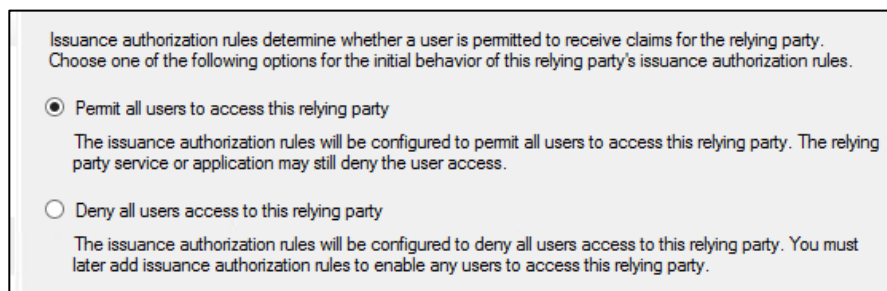 Issuance authorization rules determine whether a user is permitted to receive claims for the relying party.
Choose one of the following options for the initial behavior of this relying party's issuance authorization rules.
Permit all users to access this relying party
The issuance authorization rules will be configured to permit all users to access this relying party. The relying
party service or application may still deny the user access.
Deny all users access to this relying party
The issuance authorization rules will be configured to deny all users access to this relying party. You must
later add issuance authorization rules to enable any users to access this relying party.